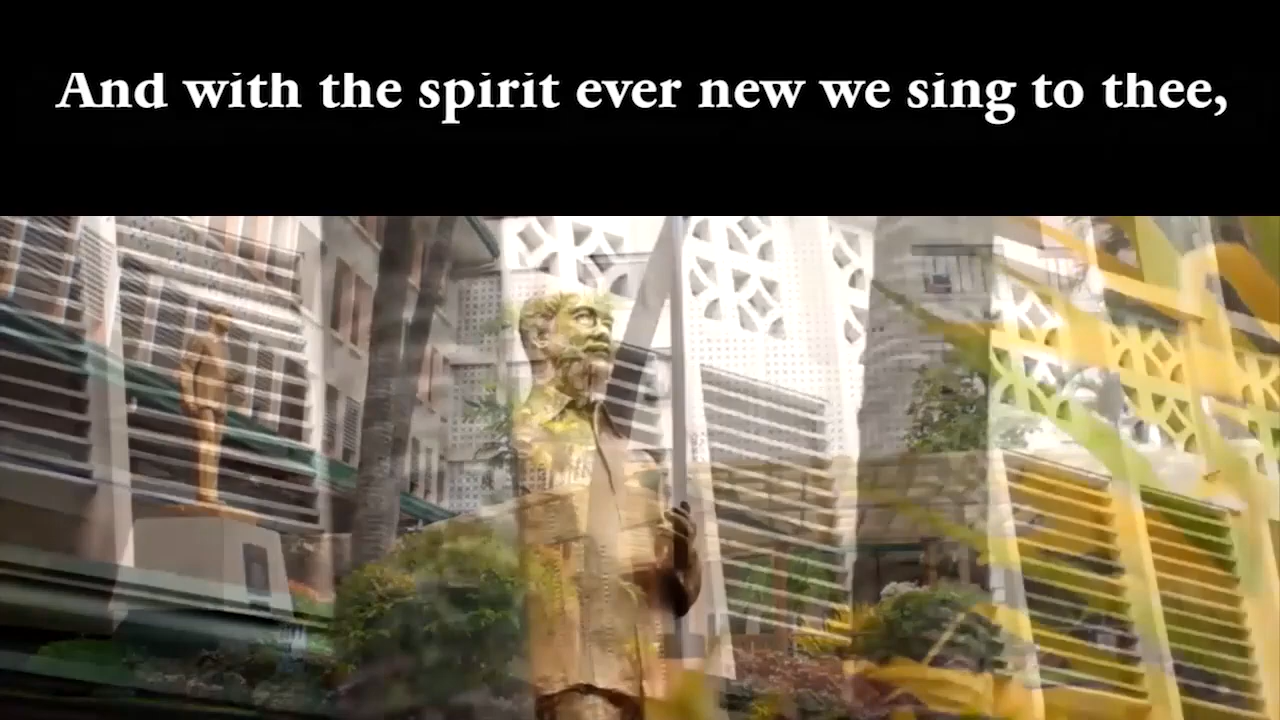 And with the spirit ever new we sing to thee,